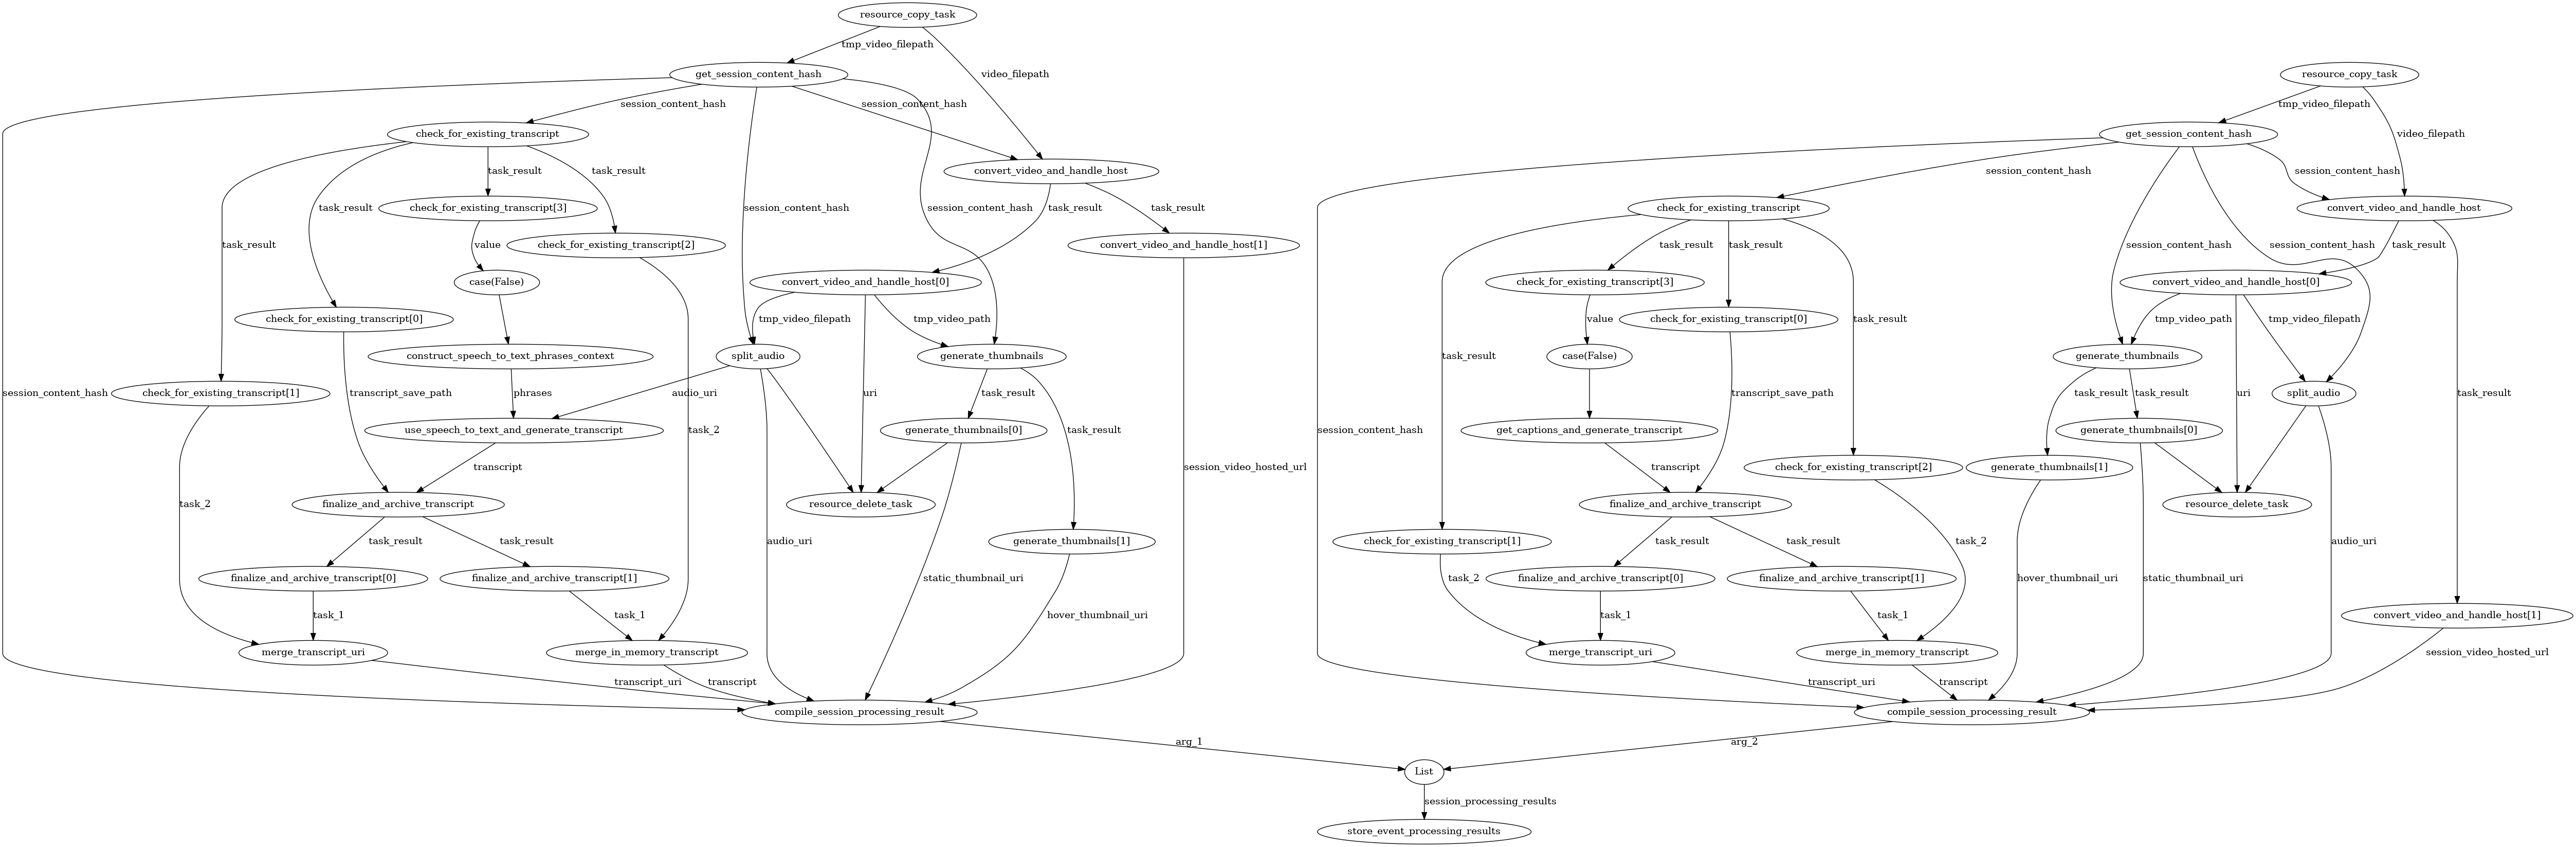 resource_copy_task
tmp_video_filepath
get_session_content_hash
video_filepath
resource_copy_task
session_content_hash
session_content_hash
tmp_video_filepath
check_for_existing_transcript
get_session_content_hash
video_filepath
task_result
task_result
convert_video_and_handle_host
session_content_hash
session_content_hash
task_result
check_for_existing_transcript[3]
session_content_hash
session_content_hash
task_result
task_result
check_for_existing_transcript
convert_video_and_handle_host
task_result
value
check_for_existing_transcript[2]
convert_video_and_handle_host[1]
task_result
task_result
session_content_hash
session_content_hash
task_result
case(False)
convert_video_and_handle_host[0]
check_for_existing_transcript[3]
convert_video_and_handle_host[0]
check_for_existing_transcript[0]
tmp_video_filepath
tmp_video_path
value
check_for_existing_transcript[0]
task_result
tmp_video_path
tmp_video_filepath
construct_speech_to_text_phrases_context
split_audio
generate_thumbnails
task_result
case(False)
generate_thumbnails
session_content_hash
check_for_existing_transcript[1]
transcript_save_path
phrases
audio_uri
uri
task_result
transcript_save_path
task_result
task_result
uri
split_audio
task_result
use_speech_to_text_and_generate_transcript
task_2
generate_thumbnails[0]
task_result
session_content_hash
get_captions_and_generate_transcript
generate_thumbnails[0]
transcript
session_video_hosted_url
transcript
check_for_existing_transcript[2]
generate_thumbnails[1]
task_2
finalize_and_archive_transcript
resource_delete_task
finalize_and_archive_transcript
resource_delete_task
task_result
task_result
audio_uri
generate_thumbnails[1]
check_for_existing_transcript[1]
task_result
task_result
task_2
audio_uri
finalize_and_archive_transcript[0]
finalize_and_archive_transcript[1]
static_thumbnail_uri
task_2
finalize_and_archive_transcript[0]
finalize_and_archive_transcript[1]
hover_thumbnail_uri
static_thumbnail_uri
task_1
task_1
hover_thumbnail_uri
task_1
task_1
convert_video_and_handle_host[1]
merge_transcript_uri
merge_in_memory_transcript
merge_transcript_uri
merge_in_memory_transcript
session_video_hosted_url
transcript_uri
transcript
transcript_uri
transcript
compile_session_processing_result
compile_session_processing_result
arg_1
arg_2
List
session_processing_results
store_event_processing_results